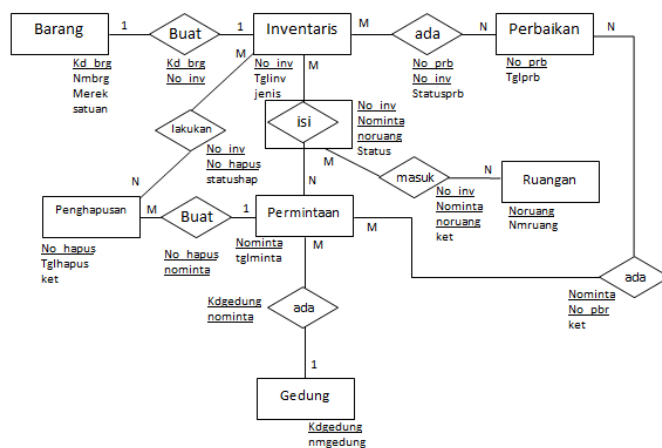 Barang
1
Buat
1
Inventaris
M
ada
N
Perbaikan
N
Kd_brg
Nmbrg
Merek
satuan
Kd_brg
No_inv
M
No_inv
Tglinv
jenis
M
No_prb
No_inv
Statusprb
No_prb
Tglprb
lakukan
isi
No_inv
Nominta
noruang
Status
No_inv
No_hapus
statushap
M
masuk
N
Ruangan
N
N
No_inv
Nominta
noruang
ket
Noruang
Nmruang
Penghapusan
M
Buat
1
Permintaan
M
No_hapus
Tglhapus
ket
No_hapus
nominta
Nominta
tglminta
M
ada
Nominta
No_pbr
ket
Kdgedung
nominta
ada
1
Gedung
Kdgedung
nmgedung